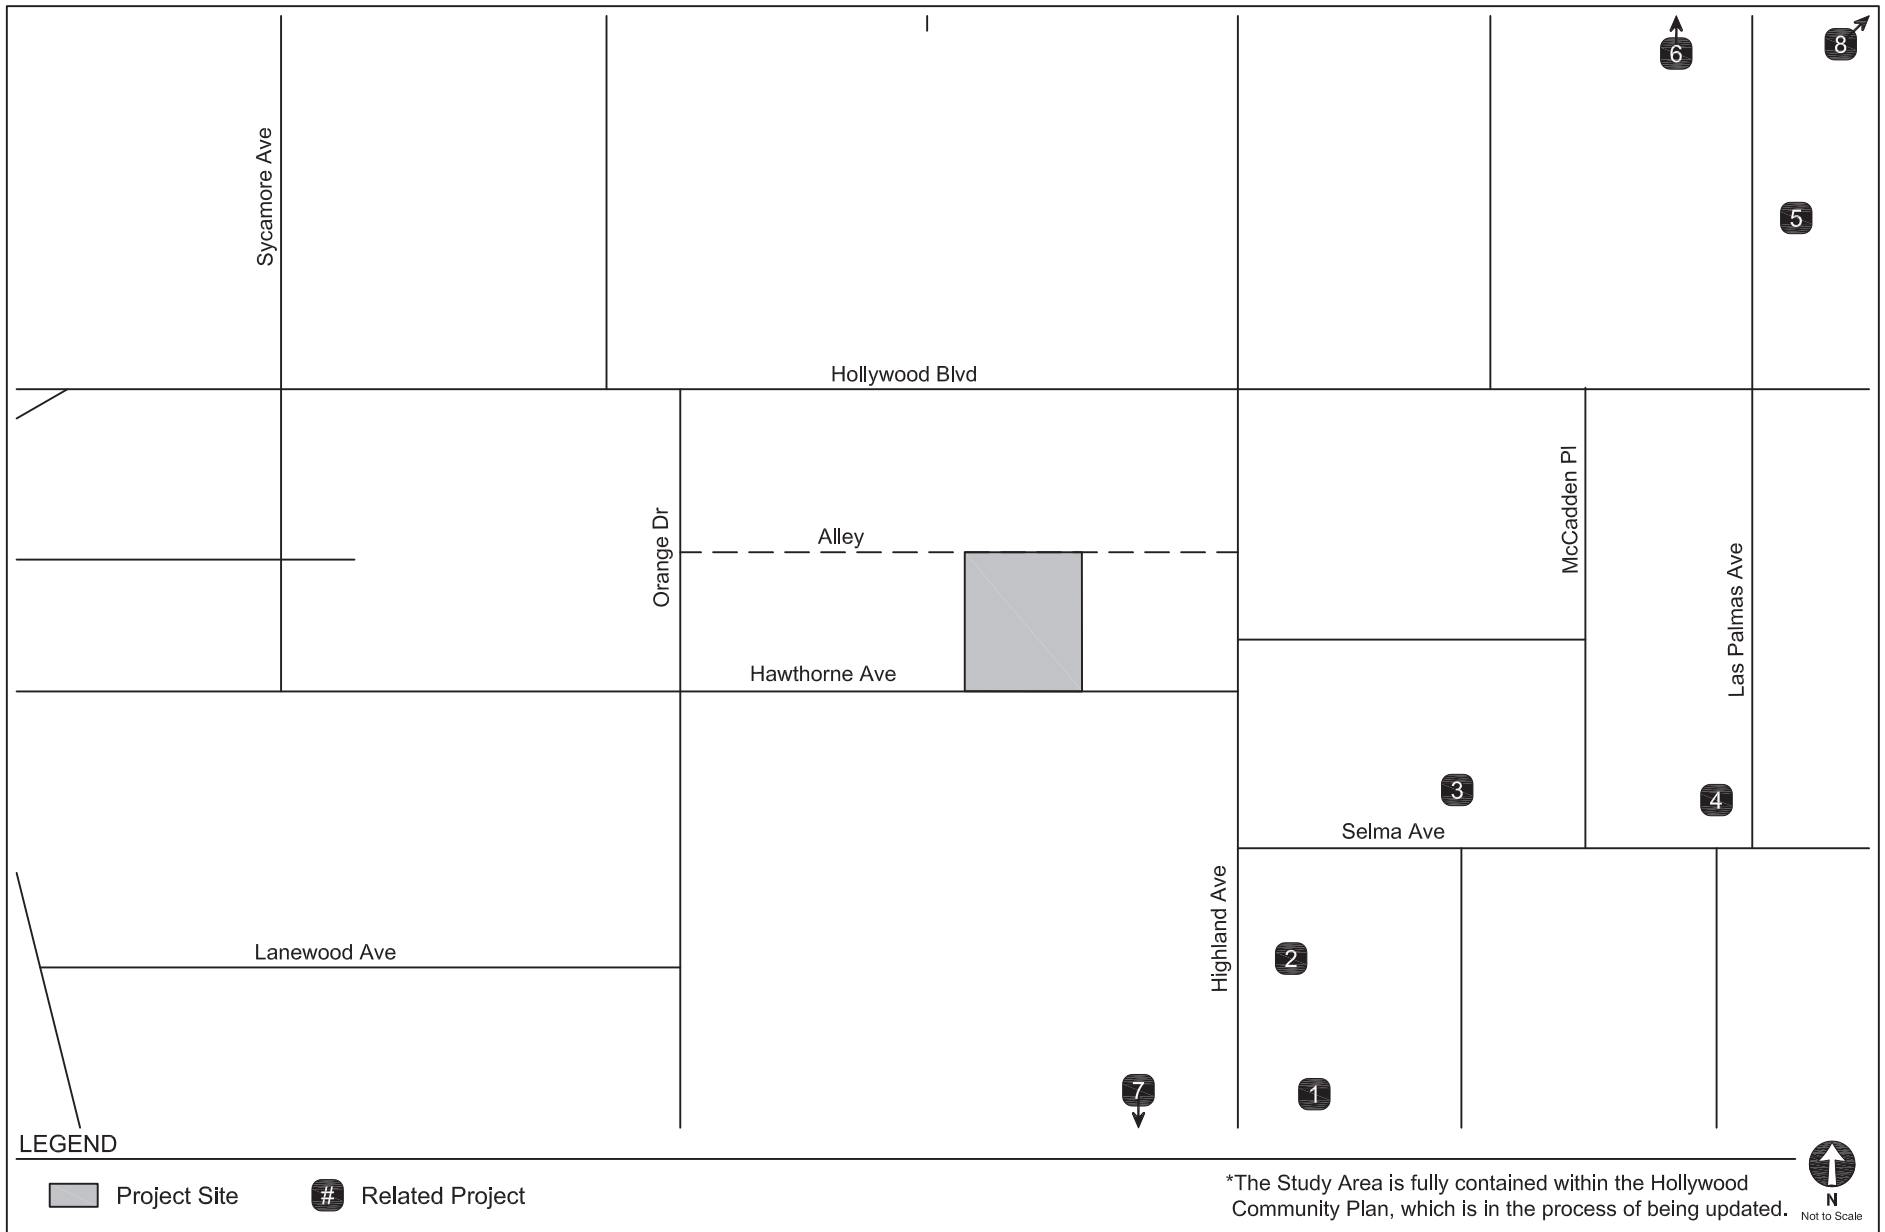 6
8
Sycamore Ave
5
Hollywood Blvd
McCadden Pl
Orange Dr
Alley
Las Palmas Ave
Hawthorne Ave
3
4
Selma Ave
Highland Ave
Lanewood Ave
2
7
1
LEGEND
Project Site
# Related Project
*The Study Area is fully contained within the Hollywood
Community Plan, which is in the process of being updated.
N
Not to Scale